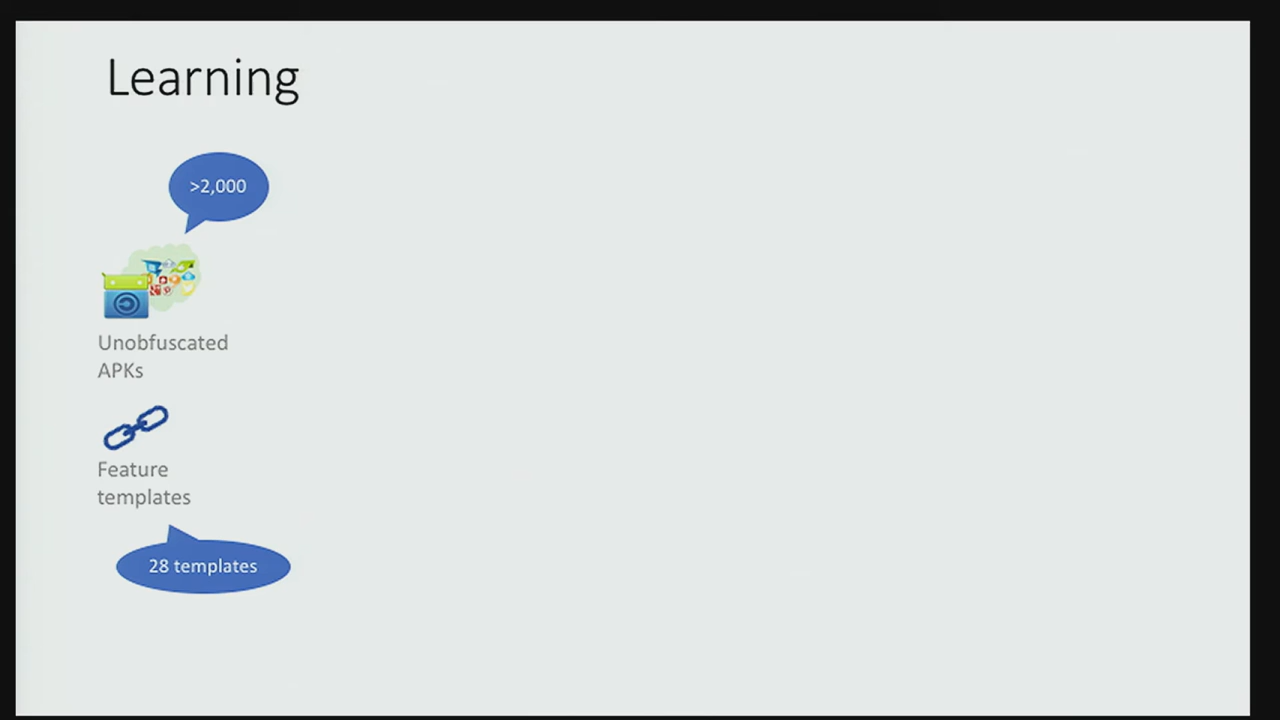 Learning
>2,000
Unobfuscated
APKs
Feature
templates
28 templates